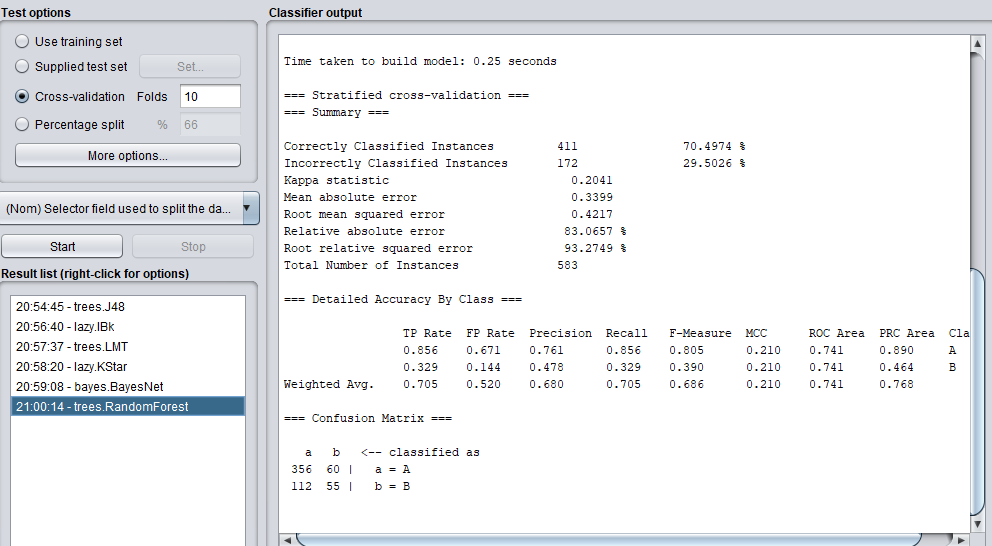 Test options
Use training set
Supplied test set Set...
Cross-validation Folds 10
Percentage split % 66
More options...
(Nom) Selector field used to split the da...
Start Stop
Result list (right-click for options)
20:54:45 - trees.J48
20:56:40 - lazy.IBk
20:57:37 - trees.LMT
20:58:20 - lazy.KStar
20:59:08 - bayes.BayesNet
21:00:14 - trees.RandomForest
Classifier output
Time taken to build model: 0.25 seconds
=== Stratified cross-validation ===
=== Summary ===
Correctly Classified Instances 411 70.4974 %
Incorrectly Classified Instances 172 29.5026 %
Kappa statistic 0.2041
Mean absolute error 0.3399
Root mean squared error 0.4217
Relative absolute error 83.0657 %
Root relative squared error 93.2749 %
Total Number of Instances 583
=== Detailed Accuracy By Class ===
TP Rate FP Rate Precision Recall F-Measure MCC ROC Area PRC Area Cla
0.856 0.671 0.761 0.856 0.805 0.210 0.741 0.890 A
0.329 0.144 0.478 0.329 0.390 0.210 0.741 0.464 B
Weighted Avg. 0.705 0.520 0.680 0.705 0.686 0.210 0.741 0.768
=== Confusion Matrix ===
a b <-- classified as
356 60 | a = A
112 55 | b = B